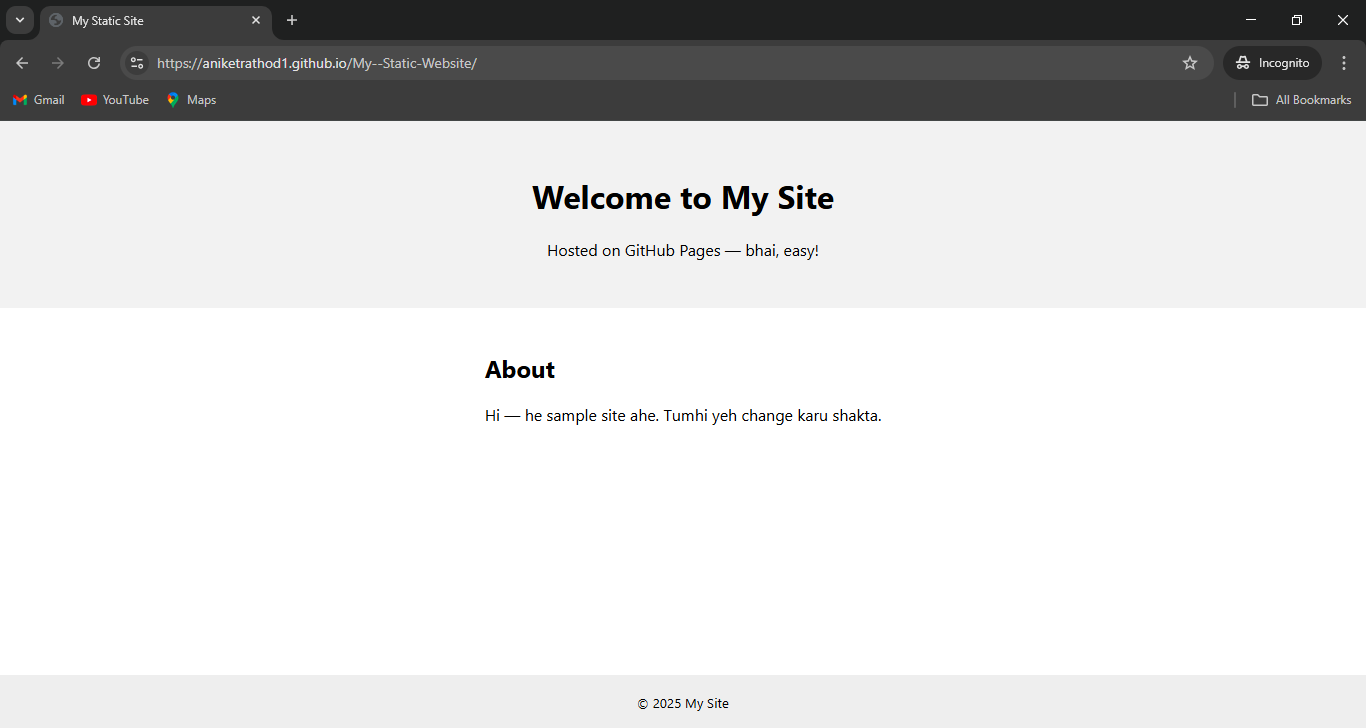 My Static Site
https://aniketrathod1.github.io/My--Static-Website/
Incognito
Gmail
YouTube
Maps
All Bookmarks
Welcome to My Site
Hosted on GitHub Pages — bhai, easy!
About
Hi — he sample site ahe. Tumhi yeh change karu shakta.
© 2025 My Site